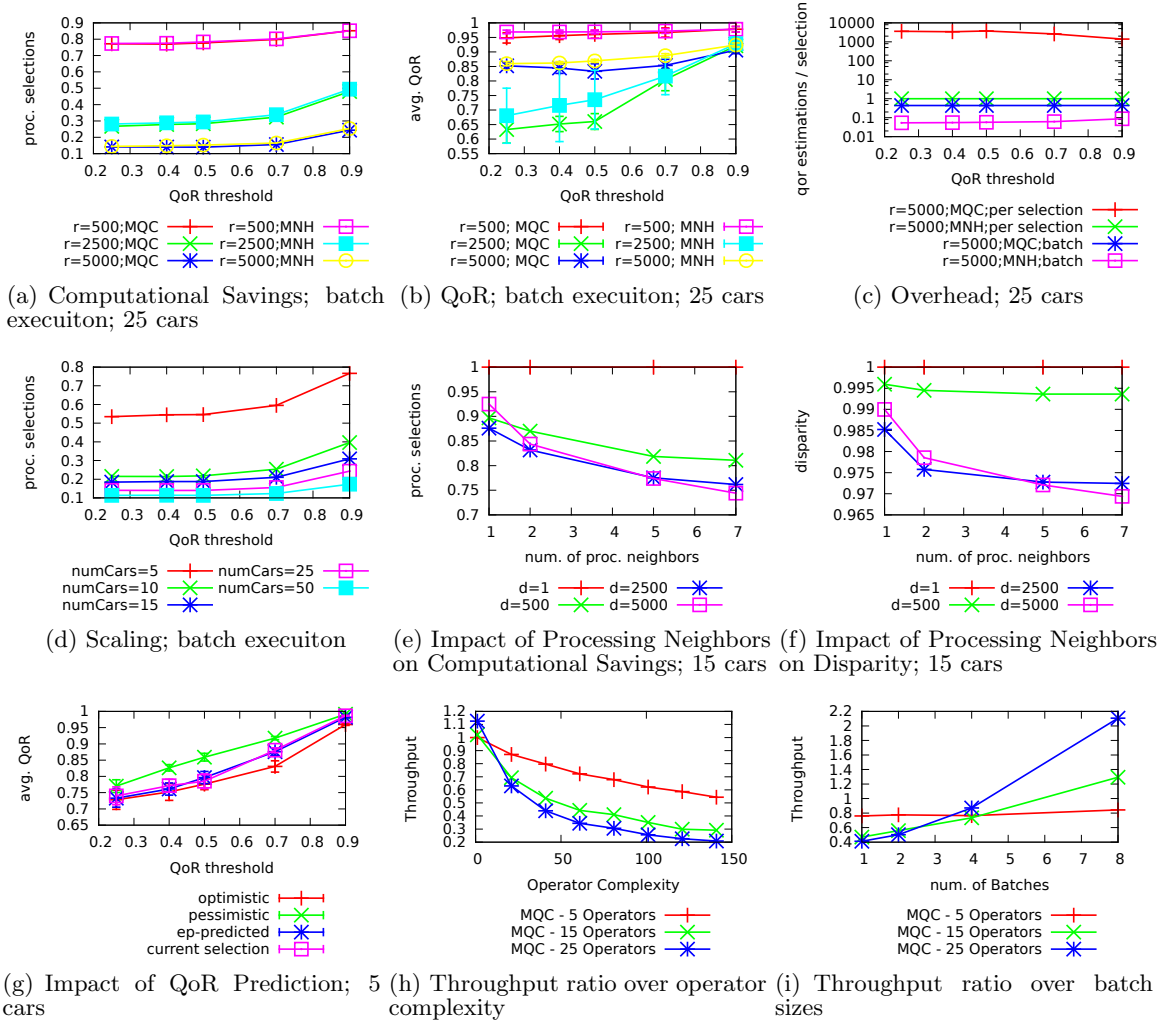 proc. selections
0.9
0.8
0.7
0.6
0.5
0.4
0.3
0.2
0.1
0.2 0.3 0.4 0.5 0.6 0.7 0.8 0.9
QoR threshold
r=500;MQC r=500;MNH
r=2500;MQC r=2500;MNH
r=5000;MQC r=5000;MNH
(a) Computational Savings; batch
execuiton; 25 cars
avg. QoR
1
0.95
0.9
0.85
0.8
0.75
0.7
0.65
0.6
0.55
0.2 0.3 0.4 0.5 0.6 0.7 0.8 0.9
QoR threshold
r=500; MQC r=500; MNH
r=2500; MQC r=2500; MNH
r=5000; MQC r=5000; MNH
(b) QoR; batch execuiton; 25 cars
qor estimations / selection
10000
1000
100
10
1
0.1
0.01
0.2 0.3 0.4 0.5 0.6 0.7 0.8 0.9
QoR threshold
r=5000;MQC;per selection
r=5000;MNH;per selection
r=5000;MQC;batch
r=5000;MNH;batch
(c) Overhead; 25 cars
proc. selections
0.8
0.7
0.6
0.5
0.4
0.3
0.2
0.1
0.2 0.3 0.4 0.5 0.6 0.7 0.8 0.9
QoR threshold
numCars=5 numCars=25
numCars=10 numCars=50
numCars=15
(d) Scaling; batch execuiton
proc. selections
1
0.95
0.9
0.85
0.8
0.75
0.7
1 2 3 4 5 6 7
num. of proc. neighbors
d=1 d=2500
d=500 d=5000
(e) Impact of Processing Neighbors
on Computational Savings; 15 cars
disparity
1
0.995
0.99
0.985
0.98
0.975
0.97
0.965
1 2 3 4 5 6 7
num. of proc. neighbors
d=1 d=2500
d=500 d=5000
(f) Impact of Processing Neighbors
on Disparity; 15 cars
avg. QoR
1
0.95
0.9
0.85
0.8
0.75
0.7
0.65
0.2 0.3 0.4 0.5 0.6 0.7 0.8 0.9
QoR threshold
optimistic
pessimistic
ep-predicted
current selection
(g) Impact of QoR Prediction; 5
cars
Throughput
1.2
1.1
1.0
0.9
0.8
0.7
0.6
0.5
0.4
0.3
0.2
0 50 100 150
Operator Complexity
MQC - 5 Operators
MQC - 15 Operators
MQC - 25 Operators
(h) Throughput ratio over operator
complexity
Throughput
2.2
2
1.8
1.6
1.4
1.2
1
0.8
0.6
0.4
1 2 3 4 5 6 7 8
num. of Batches
MQC - 5 Operators
MQC - 15 Operators
MQC - 25 Operators
(i) Throughput ratio over batch
sizes